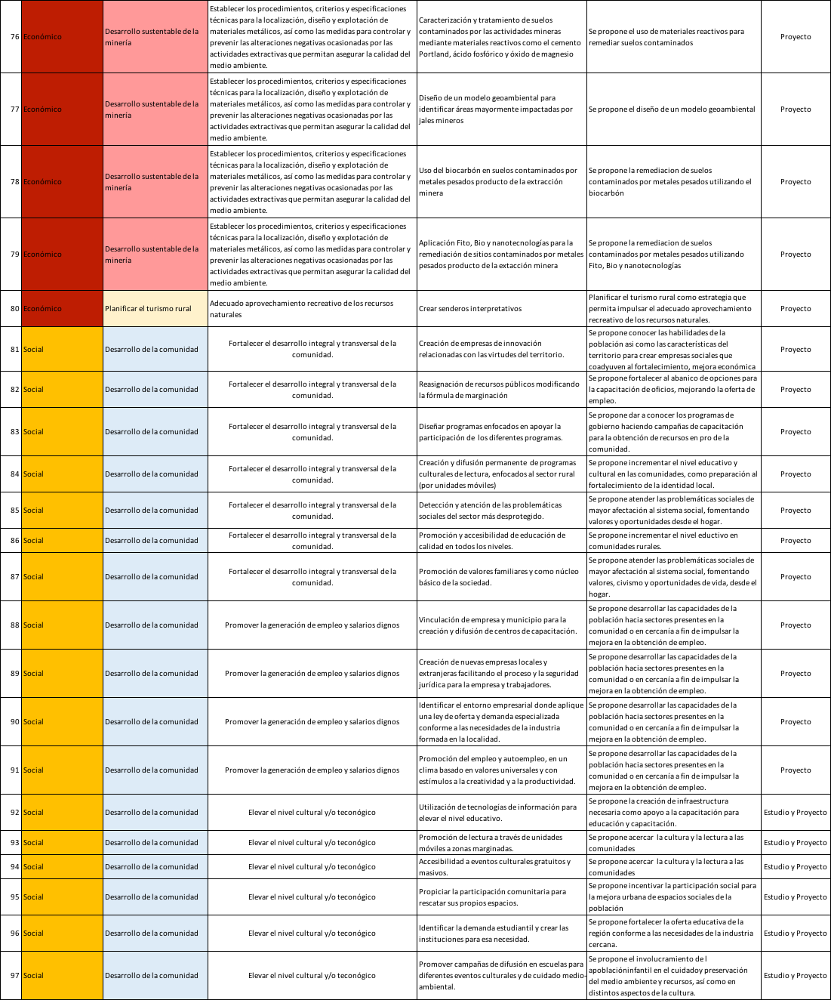 76 Económico
Desarrollo sustentable de la
minería
Establecer los procedimientos, criterios y especificaciones
técnicas para la localización, diseño y explotación de
materiales metálicos, así como las medidas para controlar y
prevenir las alteraciones negativas ocasionadas por las
actividades extractivas que permitan asegurar la calidad del
medio ambiente.
Caracterización y tratamiento de suelos
contaminados por las actividades mineras
mediante materiales reactivos como el cemento
Portland, ácido fosfórico y óxido de magnesio
Se propone el uso de materiales reactivos para
remediar suelos contaminados
Proyecto
77 Económico
Desarrollo sustentable de la
minería
Establecer los procedimientos, criterios y especificaciones
técnicas para la localización, diseño y explotación de
materiales metálicos, así como las medidas para controlar y
prevenir las alteraciones negativas ocasionadas por las
actividades extractivas que permitan asegurar la calidad del
medio ambiente.
Diseño de un modelo geoambiental para
identificar áreas mayormente impactadas por
jales mineros
Se propone el diseño de un modelo geoambiental
Proyecto
78 Económico
Desarrollo sustentable de la
minería
Establecer los procedimientos, criterios y especificaciones
técnicas para la localización, diseño y explotación de
materiales metálicos, así como las medidas para controlar y
prevenir las alteraciones negativas ocasionadas por las
actividades extractivas que permitan asegurar la calidad del
medio ambiente.
Uso del biocarbón en suelos contaminados por
metales pesados producto de la extracción
minera
Se propone la remediacion de suelos
contaminados por metales pesados utilizando el
biocarbón
Proyecto
79 Económico
Desarrollo sustentable de la
minería
Establecer los procedimientos, criterios y especificaciones
técnicas para la localización, diseño y explotación de
materiales metálicos, así como las medidas para controlar y
prevenir las alteraciones negativas ocasionadas por las
actividades extractivas que permitan asegurar la calidad del
medio ambiente.
Aplicación Fito, Bio y nanotecnologías para la
remediación de sitios contaminados por metales
pesados producto de la extacción minera
Se propone la remediacion de suelos
contaminados por metales pesados utilizando
Fito, Bio y nanotecnologías
Proyecto
80 Económico
Planificar el turismo rural
Adecuado aprovechamiento recreativo de los recursos
naturales
Crear senderos interpretativos
Planificar el turismo rural como estrategia que
permita impulsar el adecuado aprovechamiento
recreativo de los recursos naturales.
Proyecto
81 Social
Desarrollo de la comunidad
Fortalecer el desarrollo integral y transversal de la
comunidad.
Creación de empresas de innovación
relacionadas con las virtudes del territorio.
Se propone conocer las habilidades de la
población asi como las características del
territorio para crear empresas sociales que
coadyuven al fortalecimiento, mejora económica
Proyecto
82 Social
Desarrollo de la comunidad
Fortalecer el desarrollo integral y transversal de la
comunidad.
Reasignación de recursos públicos modificando
la fórmula de marginación
Se propone fortalecer al abanico de opciones para
la capacitación de oficios, mejorando la oferta de
empleo.
Proyecto
83 Social
Desarrollo de la comunidad
Fortalecer el desarrollo integral y transversal de la
comunidad.
Diseñar programas enfocados en apoyar la
participación de los diferentes programas.
Se propone dar a conocer los programas de
gobierno haciendo campañas de capacitación
para la obtención de recursos en pro de la
comunidad.
Proyecto
84 Social
Desarrollo de la comunidad
Fortalecer el desarrollo integral y transversal de la
comunidad.
Creación y difusión permanente de programas
culturales de lectura, enfocados al sector rural
(por unidades móviles)
Se propone incrementar el nivel educativo y
cultural en las comunidades, como preparación al
fortalecimiento de la identidad local.
Proyecto
85 Social
Desarrollo de la comunidad
Fortalecer el desarrollo integral y transversal de la
comunidad.
Detección y atención de las problemáticas
sociales del sector más desprotegido.
Se propone atender las problemáticas sociales de
mayor afectación al sistema social, fomentando
valores y oportunidades desde el hogar.
Proyecto
86 Social
Desarrollo de la comunidad
Fortalecer el desarrollo integral y transversal de la
comunidad.
Promoción y accesibilidad de educación de
calidad en todos los niveles.
Se propone incrementar el nivel eductivo en
comunidades rurales.
Proyecto
87 Social
Desarrollo de la comunidad
Fortalecer el desarrollo integral y transversal de la
comunidad.
Promoción de valores familiares y como núcleo
básico de la sociedad.
Se propone atender las problemáticas sociales de
mayor afectación al sistema social, fomentando
valores, civismo y oportunidades de vida, desde el
hogar.
Proyecto
88 Social
Desarrollo de la comunidad
Promover la generación de empleo y salarios dignos
Vinculación de empresa y municipio para la
creación y difusión de centros de capacitación.
Se propone desarrollar las capacidades de la
población hacia sectores presentes en la
comunidad o en cercanía a fin de impulsar la
mejora en la obtención de empleo.
Proyecto
89 Social
Desarrollo de la comunidad
Promover la generación de empleo y salarios dignos
Creación de nuevas empresas locales y
extranjeras facilitando el proceso y la seguridad
jurídica para la empresa y trabajadores.
Se propone desarrollar las capacidades de la
población hacia sectores presentes en la
comunidad o en cercanía a fin de impulsar la
mejora en la obtención de empleo.
Proyecto
90 Social
Desarrollo de la comunidad
Promover la generación de empleo y salarios dignos
Identificar el entorno empresarial donde aplique
una ley de oferta y demanda especializada
conforme a las necesidades de la industria
formada en la localidad.
Se propone desarrollar las capacidades de la
población hacia sectores presentes en la
comunidad o en cercanía a fin de impulsar la
mejora en la obtención de empleo.
Proyecto
91 Social
Desarrollo de la comunidad
Promover la generación de empleo y salarios dignos
Promoción del empleo y autoempleo, en un
clima basado en valores universales y con
estímulos a la creatividad y a la productividad.
Se propone desarrollar las capacidades de la
población hacia sectores presentes en la
comunidad o en cercanía a fin de impulsar la
mejora en la obtención de empleo.
Proyecto
92 Social
Desarrollo de la comunidad
Elevar el nivel cultural y/o teconógico
Utilización de tecnologías de información para
elevar el nivel educativo.
Se propone la creación de infraestructura
necesaria como apoyo a la capacitación para
educación y capacitación.
Estudio y Proyecto
93 Social
Desarrollo de la comunidad
Elevar el nivel cultural y/o teconógico
Promoción de lectura a través de unidades
móviles a zonas marginadas.
Se propone acercar la cultura y la lectura a las
comunidades
Estudio y Proyecto
94 Social
Desarrollo de la comunidad
Elevar el nivel cultural y/o teconógico
Accesibilidad a eventos culturales gratuitos y
masivos.
Se propone acercar la cultura y la lectura a las
comunidades
Estudio y Proyecto
95 Social
Desarrollo de la comunidad
Elevar el nivel cultural y/o teconógico
Propiciar la participación comunitaria para
rescatar sus propios espacios.
Se propone incentivar la participación social para
la mejora urbana de espacios sociales de la
población
Estudio y Proyecto
96 Social
Desarrollo de la comunidad
Elevar el nivel cultural y/o teconógico
Identificar la demanda estudiantil y crear las
instituciones para esa necesidad.
Se propone fortalecer la oferta educativa de la
región conforme a las necesidades de la industria
cercana.
Estudio y Proyecto
97 Social
Desarrollo de la comunidad
Elevar el nivel cultural y/o teconógico
Promover campañas de difusión en escuelas para
diferentes eventos culturales y de cuidado medio-
ambiental.
Se propone el involucramiento de l
apoblacióninfantil en el cuidadoy preservación
del medio ambiente y recursos, así como en
distintos aspectos de la cultura.
Estudio y Proyecto